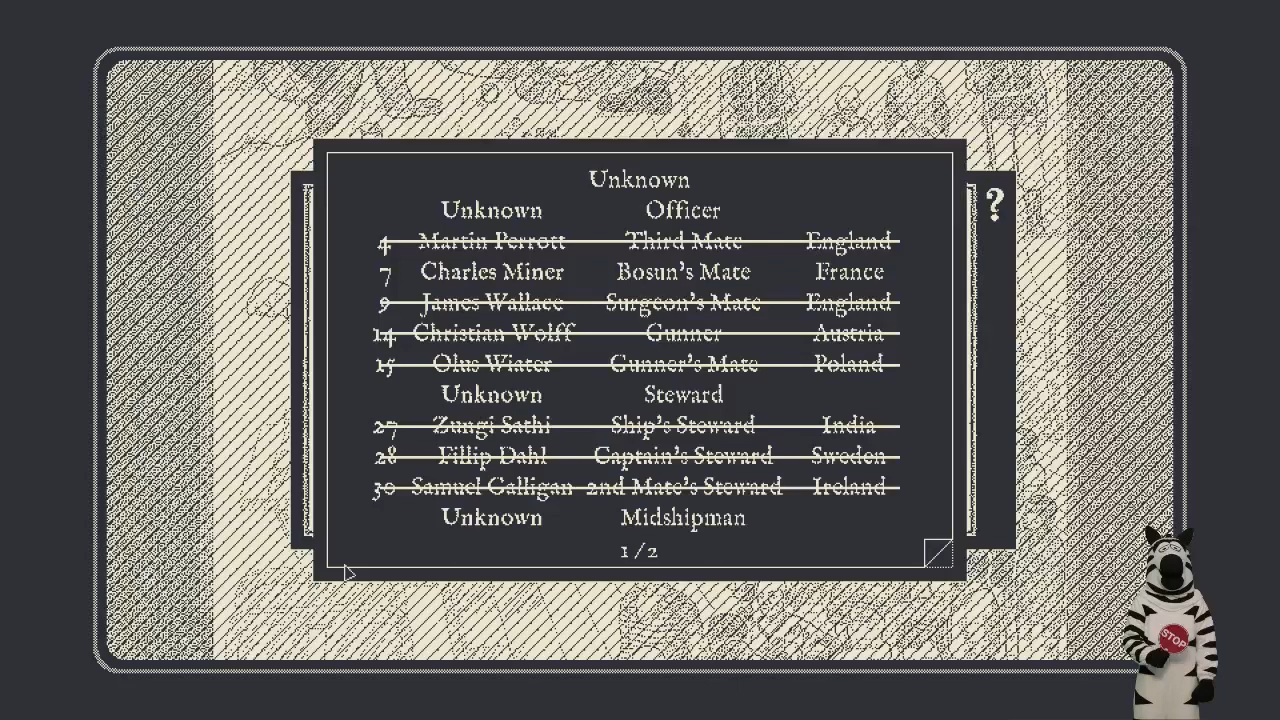 Unknown
Unknown Officer
4 Martin Perrott Third Mate England
7 Charles Miner Bosun's Mate France
9 James Wallace Surgeon's Mate England
14 Christian Wolff Gunner Austria
15 Olus Wiater Gunner's Mate Poland
Unknown Steward
27 Zungi Sathi Ship's Steward India
28 Fillip Dahl Captain's Steward Sweden
30 Samuel Galligan 2nd Mate's Steward Ireland
Unknown Midshipman
1/2
?
STOP